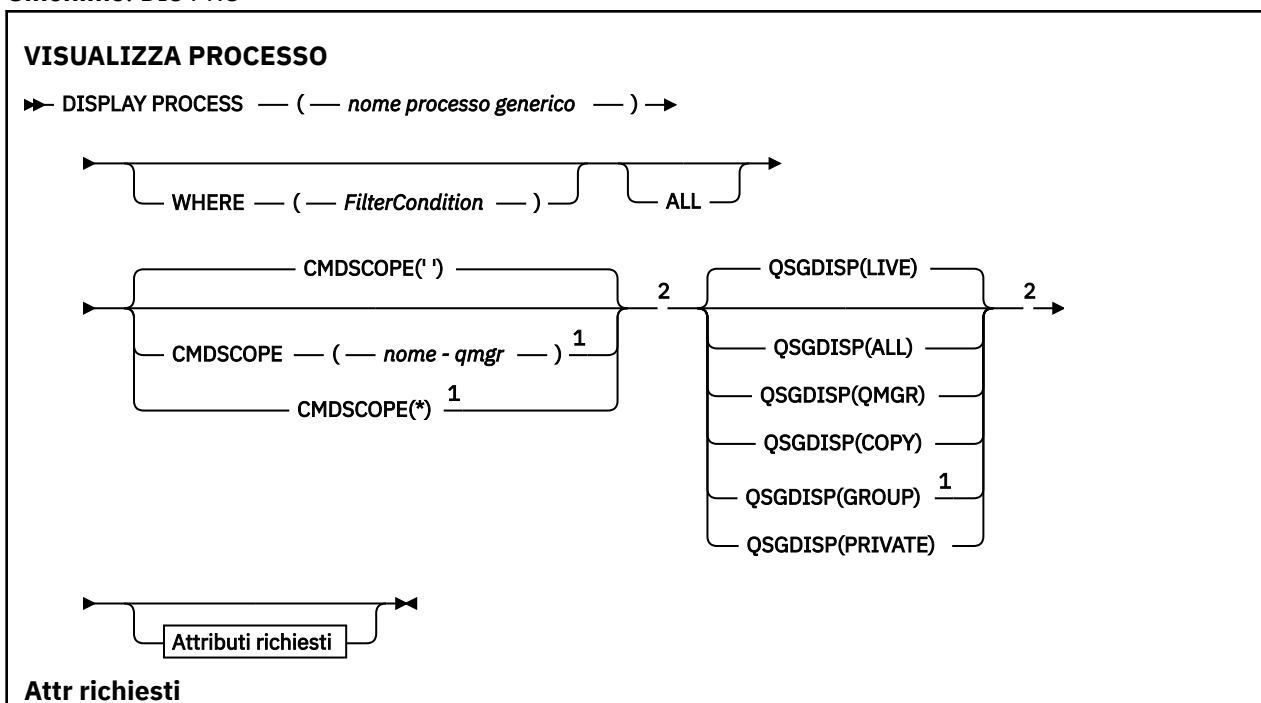 VISUALIZZA PROCESSO
DISPLAY PROCESS ( nome processo generico )
WHERE ( FilterCondition ) ALL
CMDSCOPE(' ') QSGDISP(LIVE)
2 2
CMDSCOPE ( nome - qmgr ) 1 QSGDISP(ALL)
CMDSCOPE(*) 1 QSGDISP(QMGR)
QSGDISP(COPY)
QSGDISP(GROUP) 1
QSGDISP(PRIVATE)
Attributi richiesti
Attr richiesti